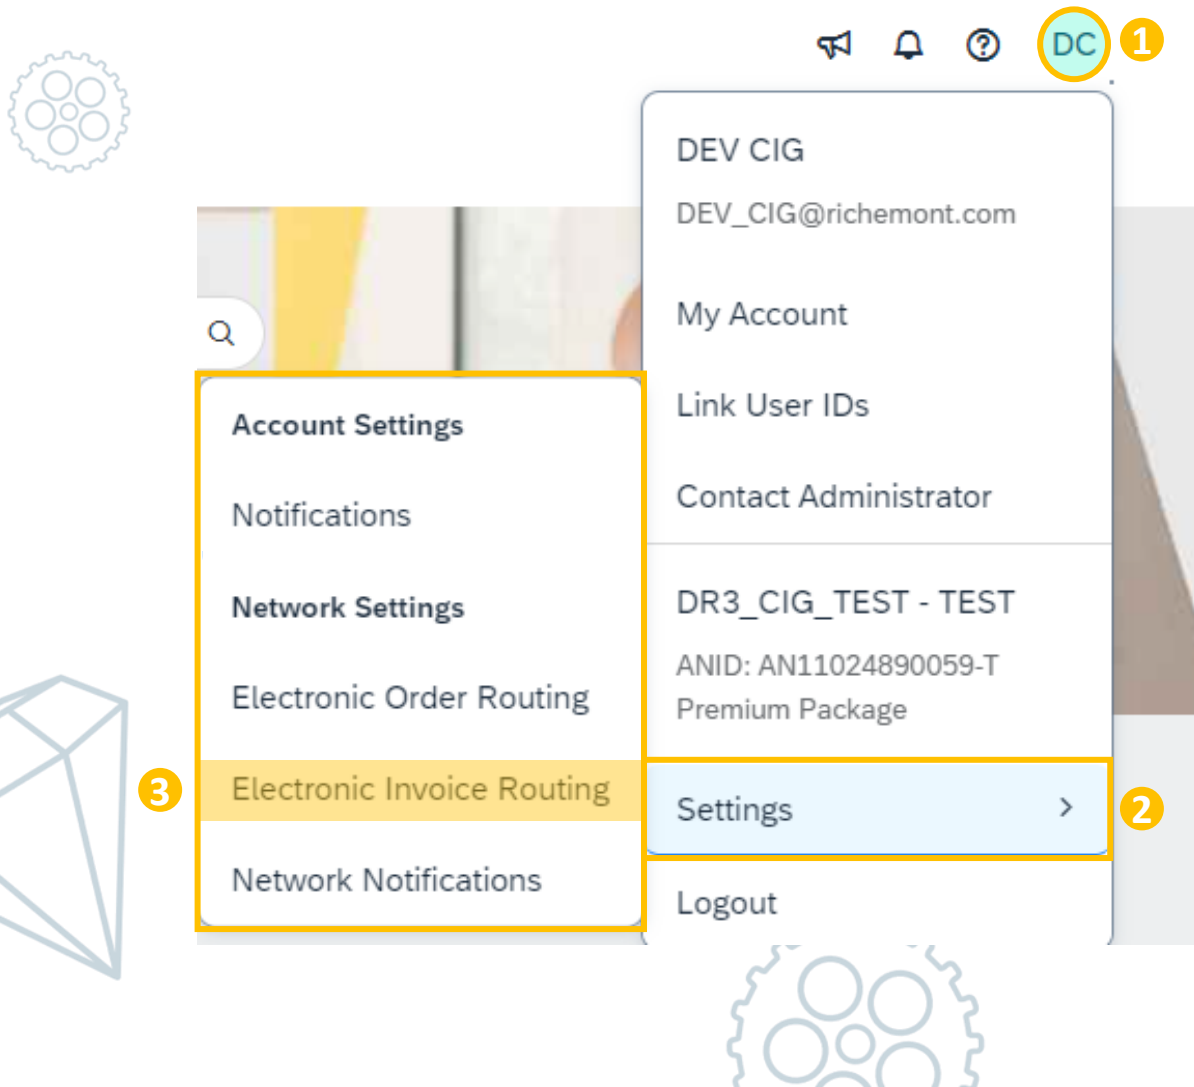 DC 1
DEV CIG
DEV_CIG@richemont.com
My Account
Link User IDs
Contact Administrator
DR3_CIG_TEST - TEST
ANID: AN11024890059-T
Premium Package
Settings 2
Logout
Account Settings
Notifications
Network Settings
Electronic Order Routing
3 Electronic Invoice Routing
Network Notifications